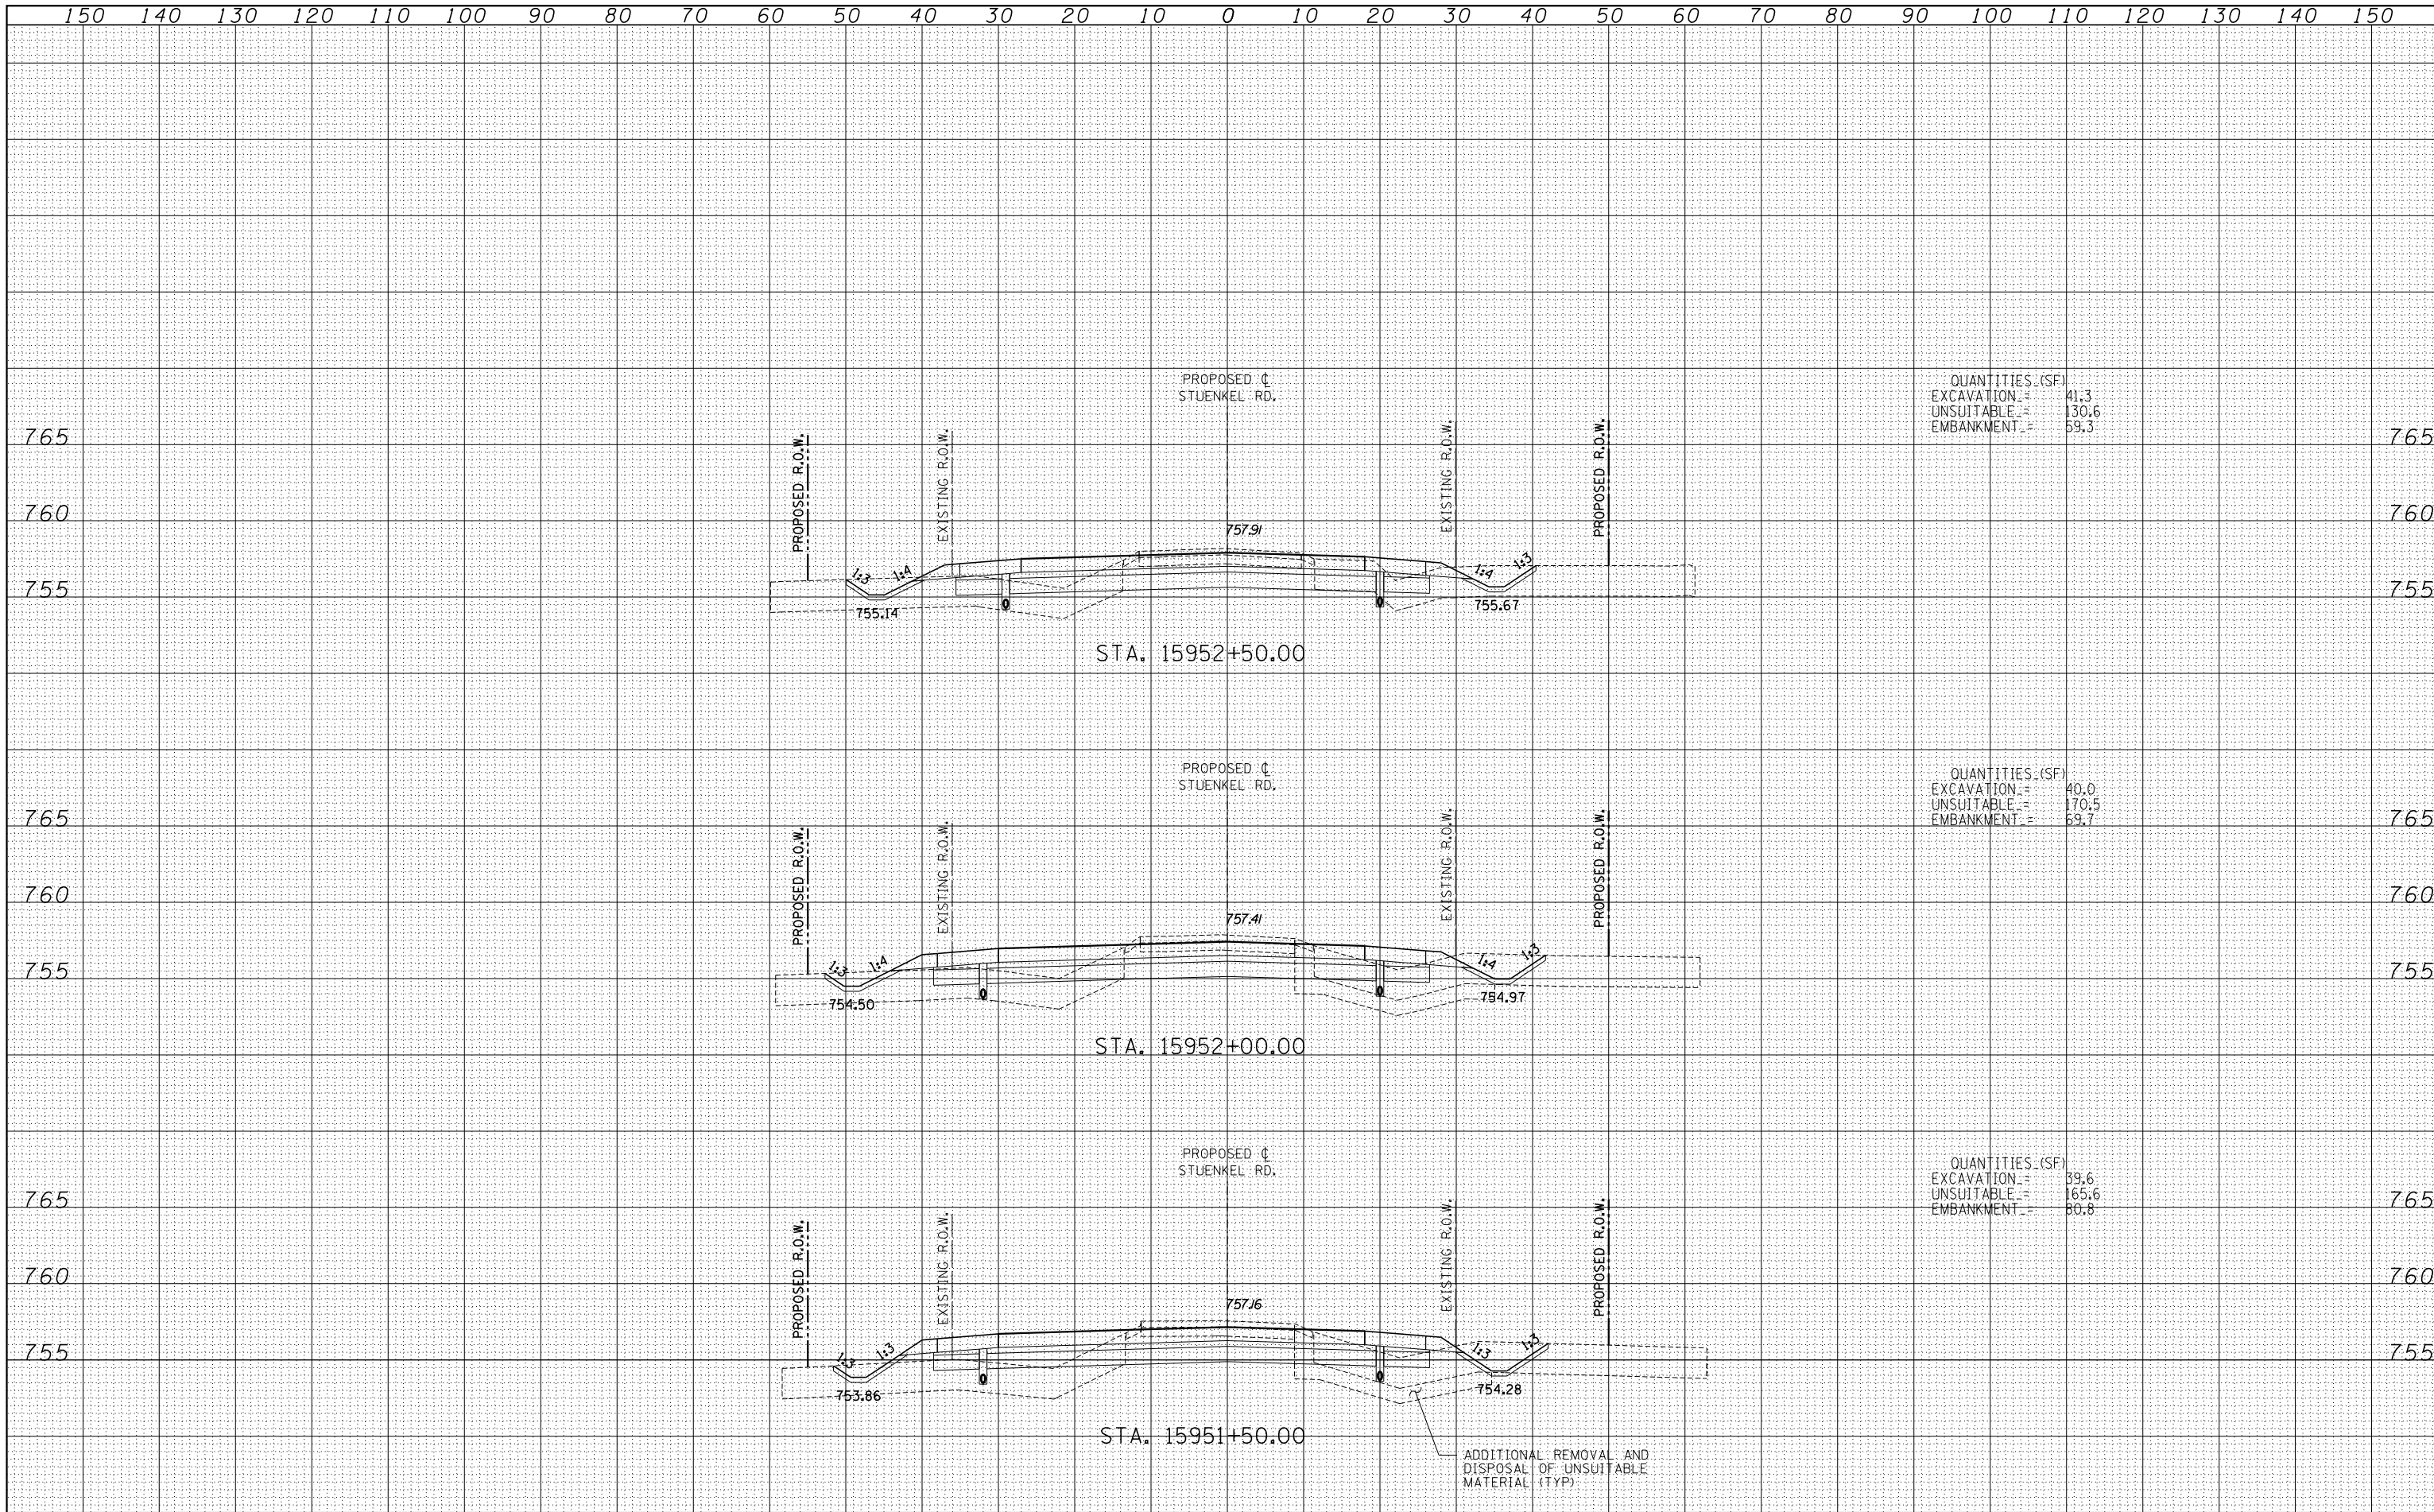 150 140 130 120 110 100 90 80 70 60 50 40 30 20 10 0 10 20 30 40 50 60 70 80 90 100 110 120 130 140 150
PROPOSED ℄
STUENKEL RD.
QUANTITIES (SF)
EXCAVATION = 41.3
UNSUITABLE = 130.6
EMBANKMENT = 69.3
765 765
PROPOSED R.O.W.
EXISTING R.O.W.
EXISTING R.O.W.
PROPOSED R.O.W.
760 760
757.91
1:3 1:4 1:4 1:3
755 755
755.14 755.67
STA. 15952+50.00
PROPOSED ℄
STUENKEL RD.
QUANTITIES (SF)
EXCAVATION = 40.0
UNSUITABLE = 170.5
EMBANKMENT = 69.7
765 765
PROPOSED R.O.W.
EXISTING R.O.W.
EXISTING R.O.W.
PROPOSED R.O.W.
760 760
757.41
1:3 1:4 1:4 1:3
755 755
754.50 754.97
STA. 15952+00.00
PROPOSED ℄
STUENKEL RD.
QUANTITIES (SF)
EXCAVATION = 39.6
UNSUITABLE = 165.6
EMBANKMENT = 80.8
765 765
PROPOSED R.O.W.
EXISTING R.O.W.
EXISTING R.O.W.
PROPOSED R.O.W.
760 760
757.16
1:3 1:3 1:3 1:3
755 755
753.86 754.28
STA. 15951+50.00
ADDITIONAL REMOVAL AND
DISPOSAL OF UNSUITABLE
MATERIAL (TYP)